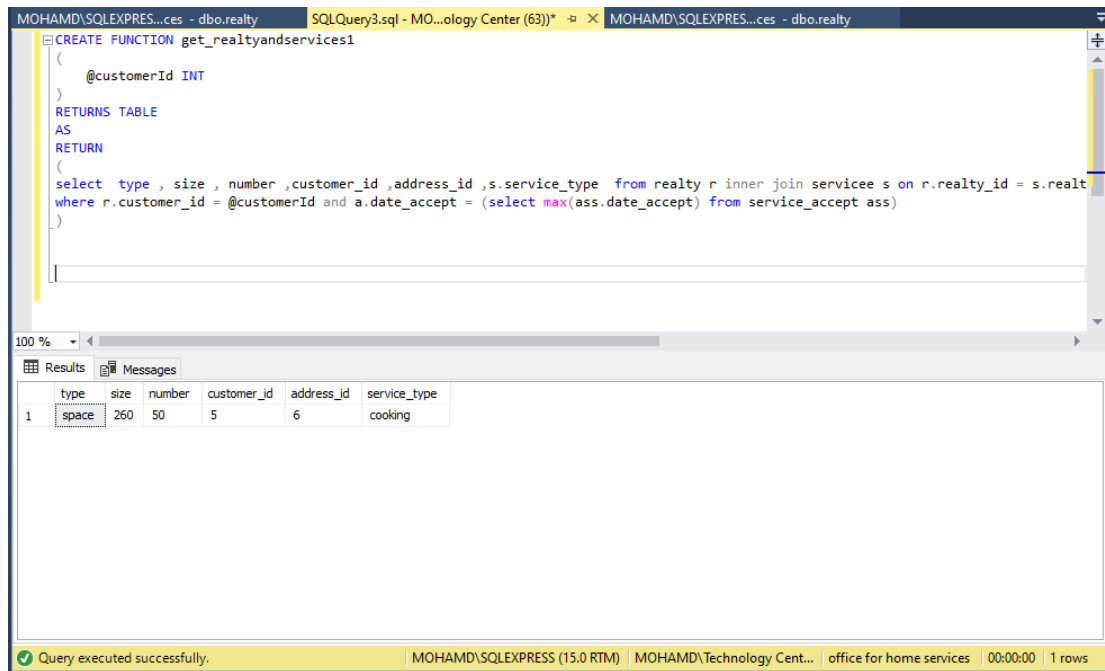 MOHAMD\SQLEXPRES...ces - dbo.realty SQLQuery3.sql - MO...ology Center (63))* MOHAMD\SQLEXPRES...ces - dbo.realty
CREATE FUNCTION get_realtyandservices1
(
@customerId INT
)
RETURNS TABLE
AS
RETURN
(
select type , size , number ,customer_id ,address_id ,s.service_type from realty r inner join servicee s on r.realty_id = s.realt
where r.customer_id = @customerId and a.date_accept = (select max(ass.date_accept) from service_accept ass)
)
100 %
Results Messages
type size number customer_id address_id service_type
1 space 260 50 5 6 cooking
Query executed successfully. MOHAMD\SQLEXPRESS (15.0 RTM) MOHAMD\Technology Cent... office for home services 00:00:00 1 rows